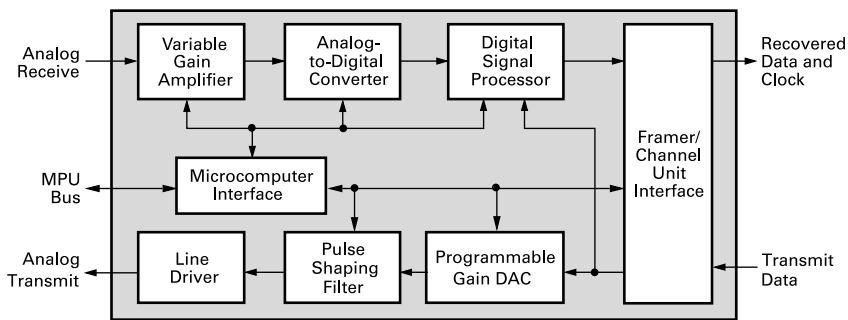 Analog
Receive
Variable
Gain
Amplifier
Analog-
to-Digital
Converter
Digital
Signal
Processor
Recovered
Data and
Clock
Framer/
Channel
Unit
Interface
MPU
Bus
Microcomputer
Interface
Analog
Transmit
Line
Driver
Pulse
Shaping
Filter
Programmable
Gain DAC
Transmit
Data